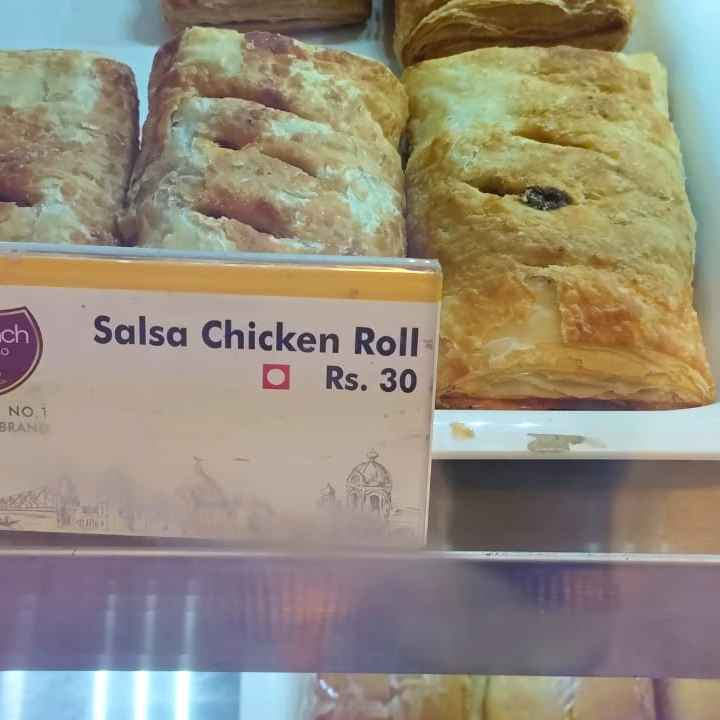 Salsa Chicken Roll
Rs. 30
NO.1
BRAND